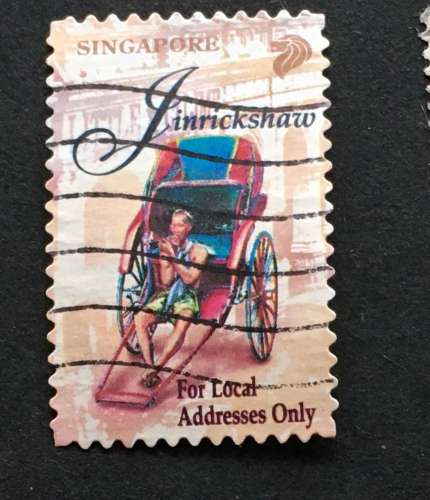 SINGAPORE
Jinrickshaw
For Local
Addresses Only